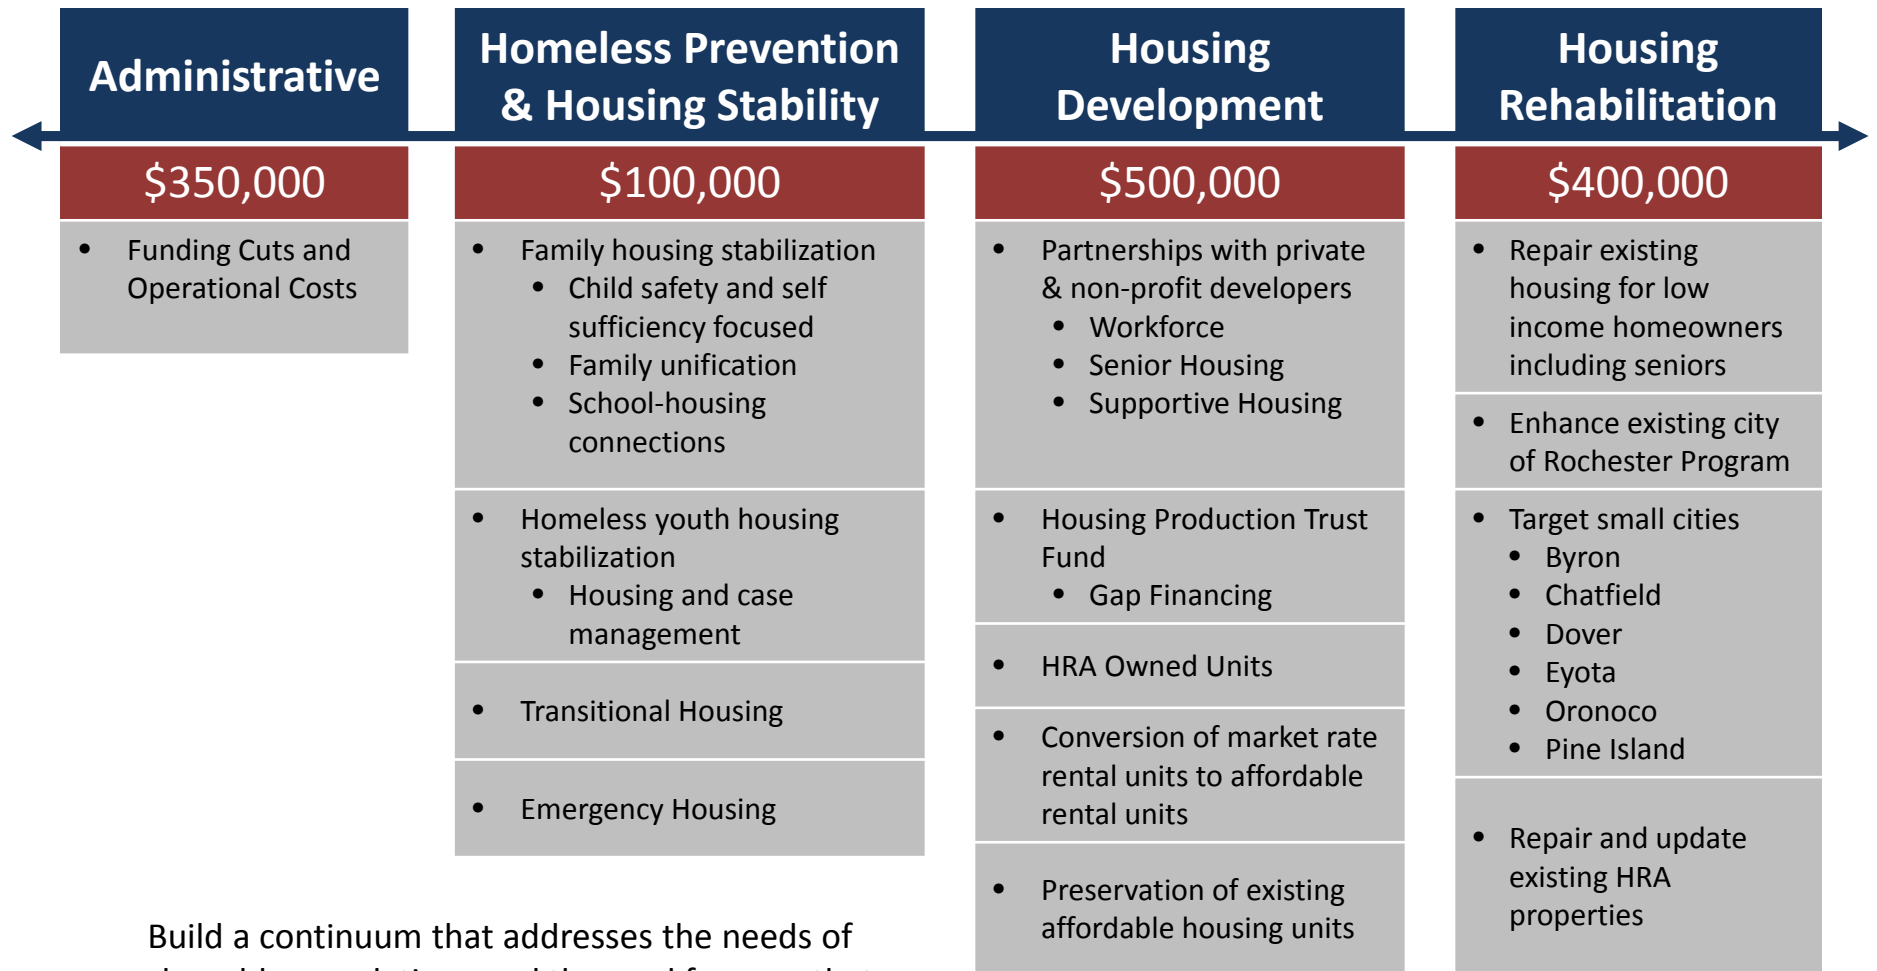 Administrative
$350,000
• Funding Cuts and
Operational Costs
Homeless Prevention
& Housing Stability
$100,000
• Family housing stabilization
• Child safety and self
sufficiency focused
• Family unification
• School-housing
connections
• Homeless youth housing
stabilization
• Housing and case
management
• Transitional Housing
• Emergency Housing
Housing
Development
$500,000
• Partnerships with private
& non-profit developers
• Workforce
• Senior Housing
• Supportive Housing
• Housing Production Trust
Fund
• Gap Financing
• HRA Owned Units
• Conversion of market rate
rental units to affordable
rental units
• Preservation of existing
affordable housing units
Housing
Rehabilitation
$400,000
• Repair existing
housing for low
income homeowners
including seniors
• Enhance existing city
of Rochester Program
• Target small cities
• Byron
• Chatfield
• Dover
• Eyota
• Oronoco
• Pine Island
• Repair and update
existing HRA
properties
Build a continuum that addresses the needs of